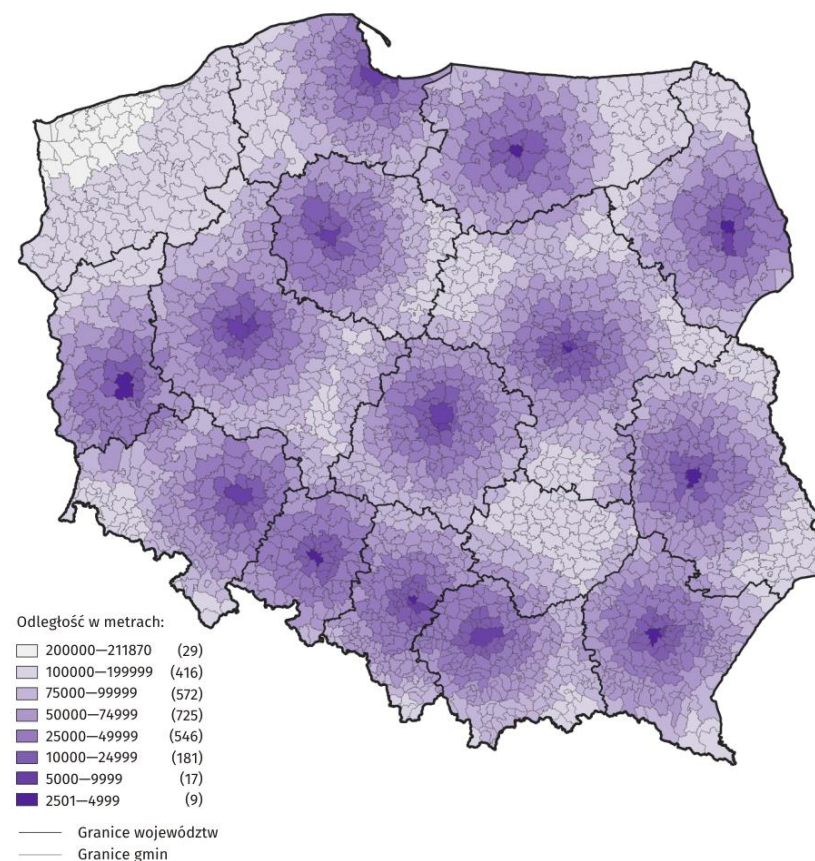 Odległość w metrach:
200000—211870 (29)
100000—199999 (416)
75000—99999 (572)
50000—74999 (725)
25000—49999 (546)
10000—24999 (181)
5000—9999 (17)
2501—4999 (9)
Granice województw
Granice gmin